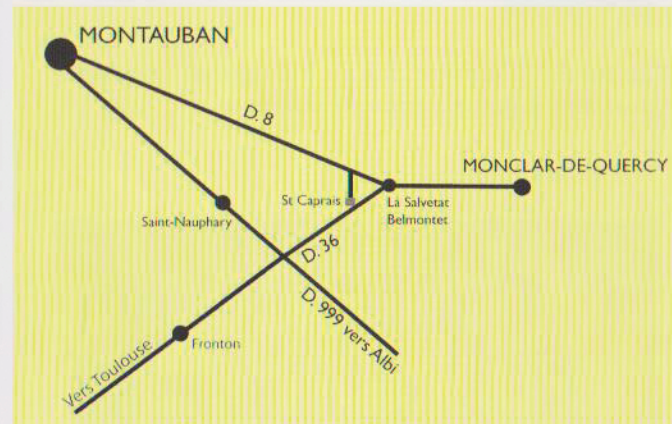 MONTAUBAN
D. 8
MONCLAR-DE-QUERCY
St Caprais
La Salvetat
Belmontet
Saint-Nauphary
D. 36
D. 999 vers Albi
Fronton
Vers Toulouse